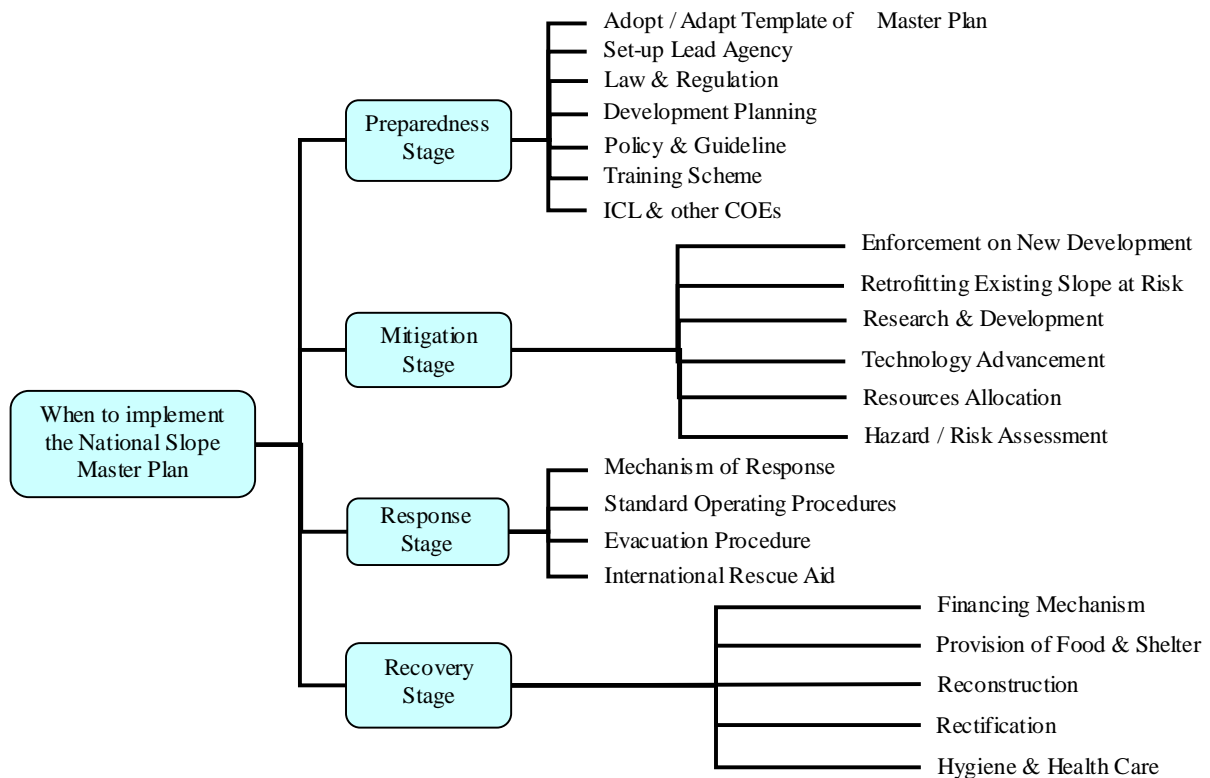 When to implement
the National Slope
Master Plan
Preparedness
Stage
Adopt / Adapt Template of Master Plan
Set-up Lead Agency
Law & Regulation
Development Planning
Policy & Guideline
Training Scheme
ICL & other COEs
Mitigation
Stage
Enforcement on New Development
Retrofitting Existing Slope at Risk
Research & Development
Technology Advancement
Resources Allocation
Hazard / Risk Assessment
Response
Stage
Mechanism of Response
Standard Operating Procedures
Evacuation Procedure
International Rescue Aid
Recovery
Stage
Financing Mechanism
Provision of Food & Shelter
Reconstruction
Rectification
Hygiene & Health Care